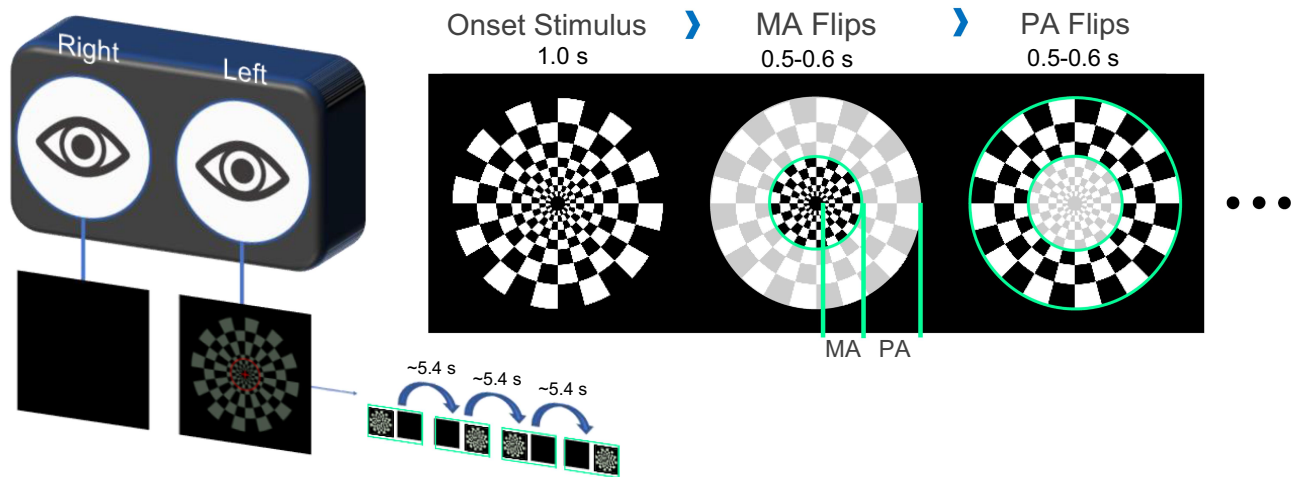 Right
Left
Onset Stimulus
1.0 s
MA Flips
0.5-0.6 s
PA Flips
0.5-0.6 s
MA PA
~5.4 s
~5.4 s
~5.4 s